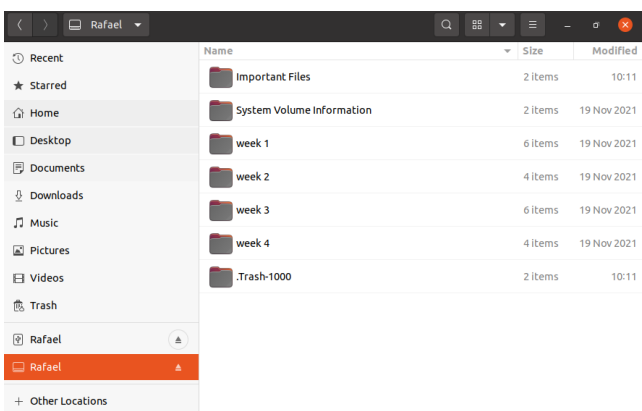 Rafael
Recent
Starred
Home
Desktop
Documents
Downloads
Music
Pictures
Videos
Trash
Rafael
Rafael
+ Other Locations
Name Size Modified
Important Files 2 items 10:11
System Volume Information 2 items 19 Nov 2021
week 1 6 items 19 Nov 2021
week 2 4 items 19 Nov 2021
week 3 6 items 19 Nov 2021
week 4 4 items 19 Nov 2021
.Trash-1000 2 items 10:11